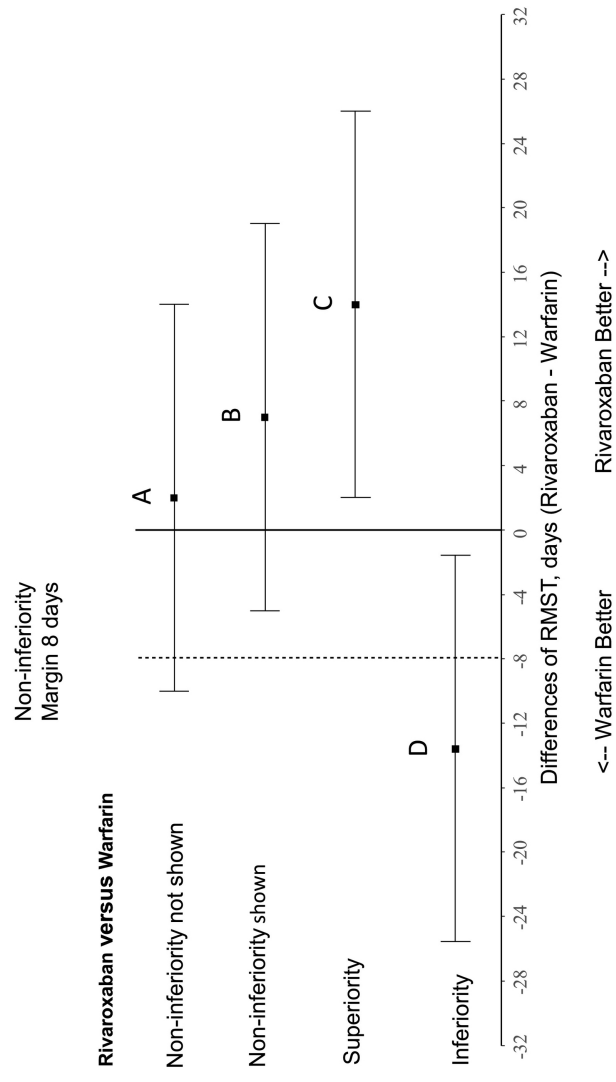 Non-inferiority
Margin 8 days
Rivaroxaban versus Warfarin
Non-inferiority not shown
A
Non-inferiority shown
B
Superiority
C
Inferiority
D
-32 -28 -24 -20 -16 -12 -8 -4 0 4 8 12 16 20 24 28 32
Differences of RMST, days (Rivaroxaban - Warfarin)
<-- Warfarin Better Rivaroxaban Better -->